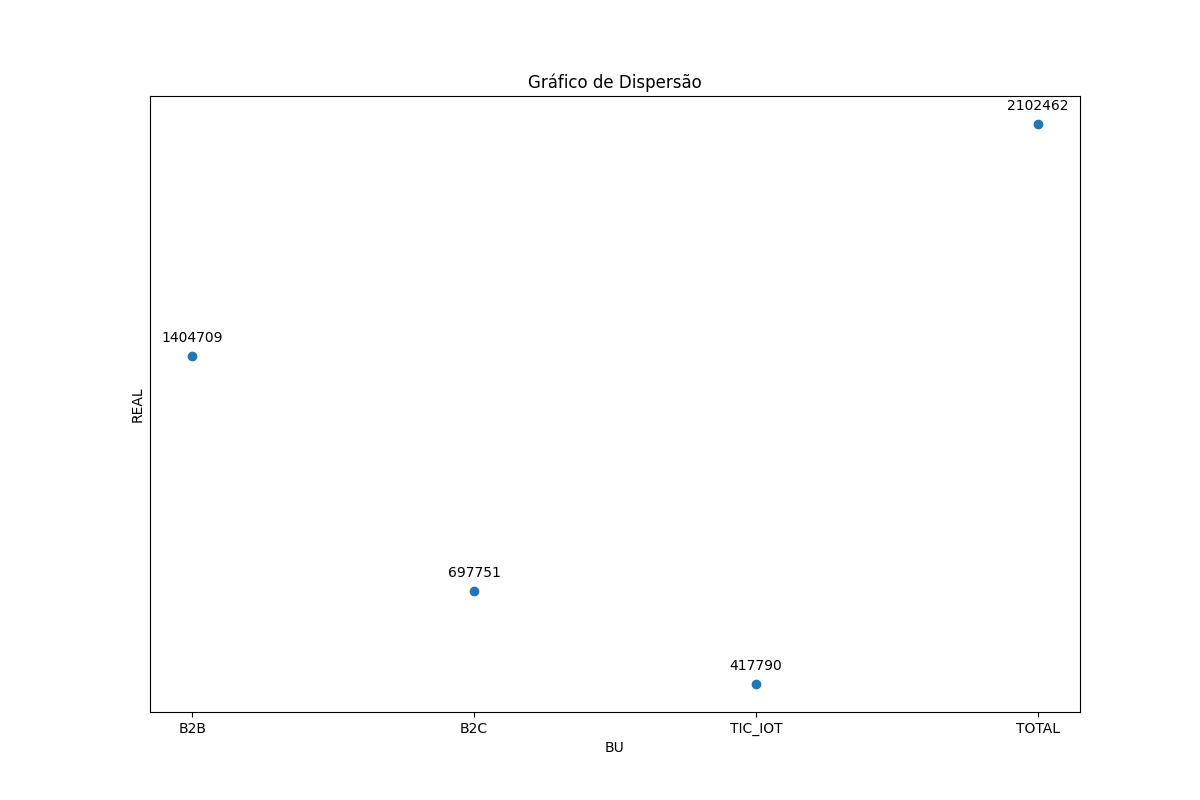 Gráfico de Dispersão
2102462
1404709
REAL
697751
417790
B2B
B2C
TIC_IOT
TOTAL
BU